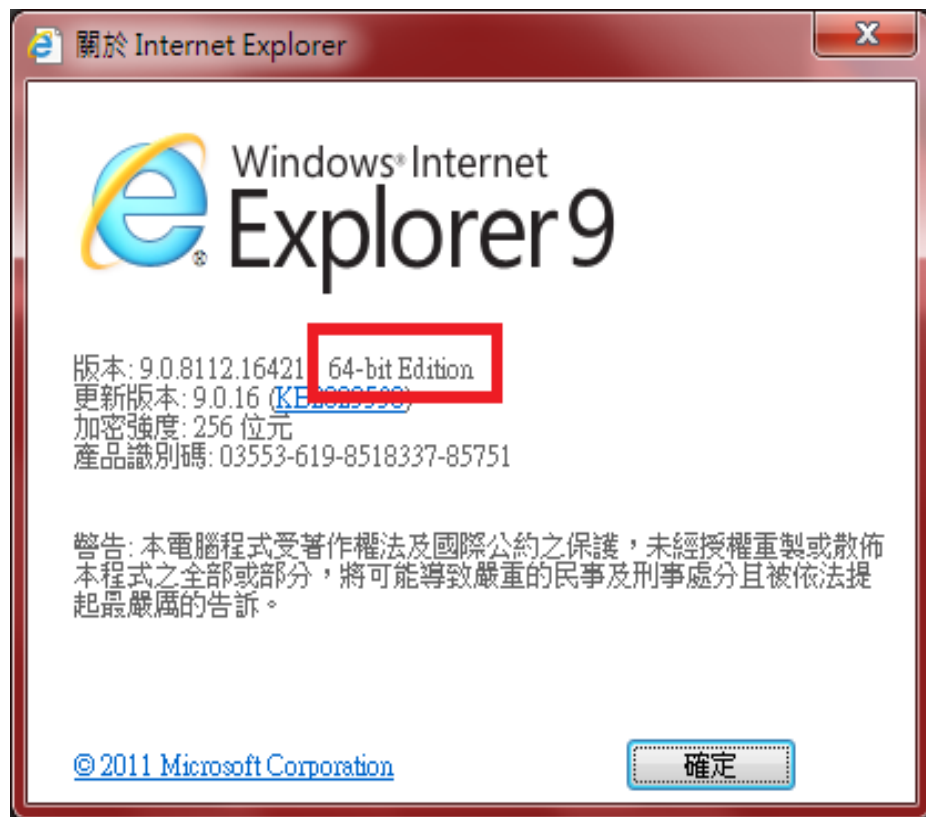 關於 Internet Explorer
Windows® Internet
Explorer 9
版本: 9.0.8112.16421 64-bit Edition
更新版本: 9.0.16
加密強度: 256 位元
產品識別碼: 03553-619-8518337-85751
警告: 本電腦程式受著作權法及國際公約之保護，未經授權重製或散佈
本程式之全部或部分，將可能導致嚴重的民事及刑事處分且被依法提
起最嚴厲的告訴。
© 2011 Microsoft Corporation
確定